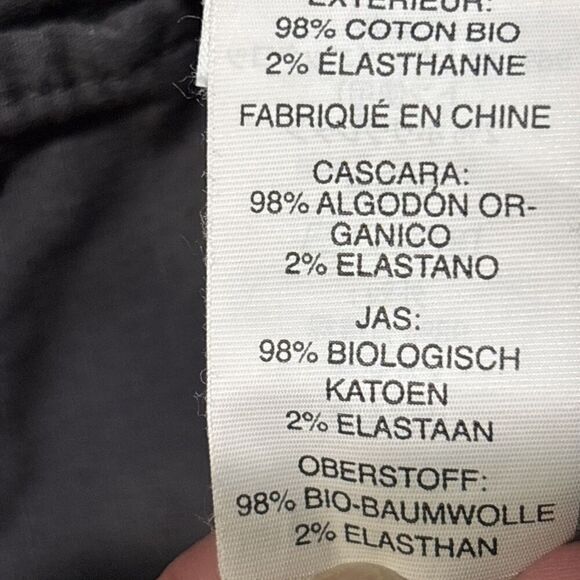 EXTÉRIEUR:
98% COTON BIO
2% ÉLASTHANNE
FABRIQUÉ EN CHINE
CASCARA:
98% ALGODÓN OR-
GANICO
2% ELASTANO
JAS:
98% BIOLOGISCH
KATOEN
2% ELASTAAN
OBERSTOFF:
98% BIO-BAUMWOLLE
2% ELASTHAN